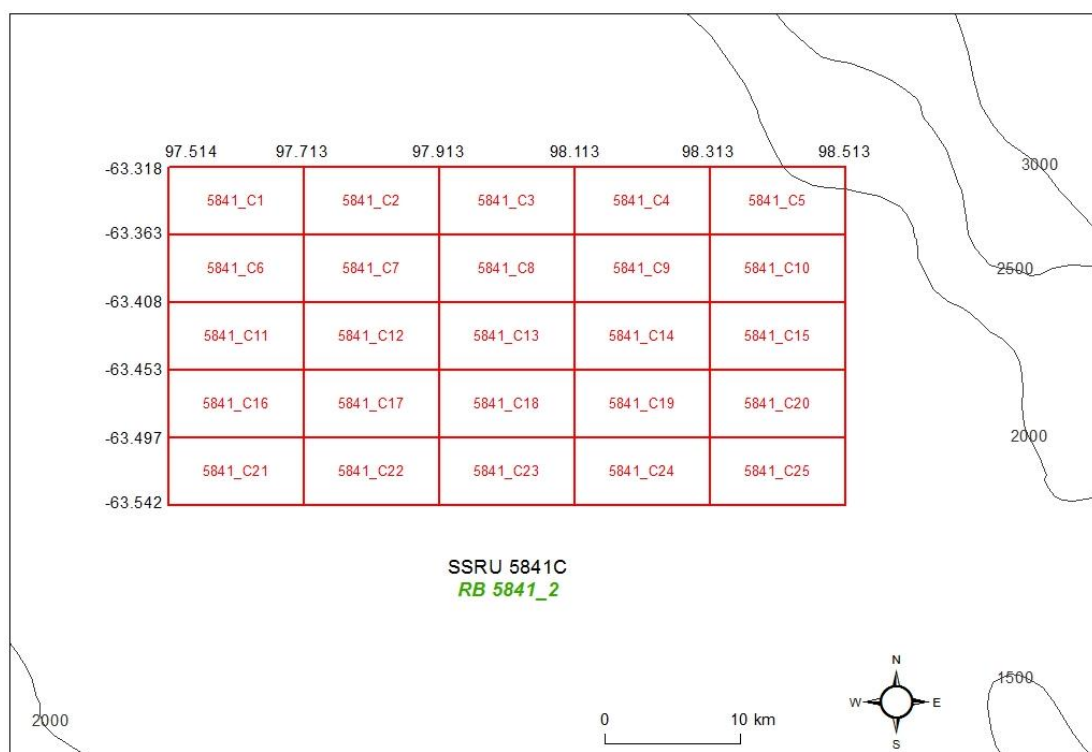 97.514 97.713 97.913 98.113 98.313 98.513
3000
-63.318
5841_C1 5841_C2 5841_C3 5841_C4 5841_C5
-63.363
5841_C6 5841_C7 5841_C8 5841_C9 5841_C10
2500
-63.408
5841_C11 5841_C12 5841_C13 5841_C14 5841_C15
-63.453
5841_C16 5841_C17 5841_C18 5841_C19 5841_C20
-63.497
2000
5841_C21 5841_C22 5841_C23 5841_C24 5841_C25
-63.542
SSRU 5841C
RB 5841_2
N
W E
S
1500
2000
0 10 km